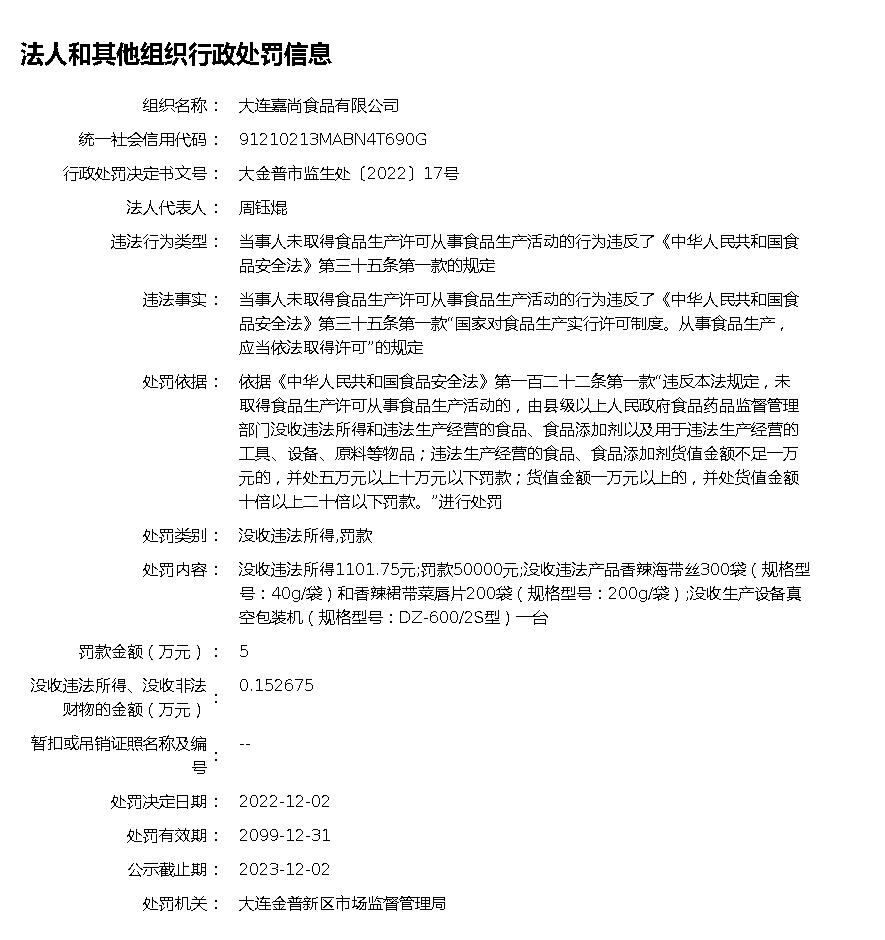 法人和其他组织行政处罚信息
组织名称： 大连嘉尚食品有限公司
统一社会信用代码： 91210213MABN4T690G
行政处罚决定书文号： 大金普市监生处〔2022〕17号
法人代表人： 周钰焜
违法行为类型： 当事人未取得食品生产许可从事食品生产活动的行为违反了《中华人民共和国食
品安全法》第三十五条第一款的规定
违法事实： 当事人未取得食品生产许可从事食品生产活动的行为违反了《中华人民共和国食
品安全法》第三十五条第一款“国家对食品生产实行许可制度。从事食品生产，
应当依法取得许可”的规定
处罚依据： 依据《中华人民共和国食品安全法》第一百二十二条第一款“违反本法规定，未
取得食品生产许可从事食品生产活动的，由县级以上人民政府食品药品监督管理
部门没收违法所得和违法生产经营的食品、食品添加剂以及用于违法生产经营的
工具、设备、原料等物品；违法生产经营的食品、食品添加剂货值金额不足一万
元的，并处五万元以上十万元以下罚款；货值金额一万元以上的，并处货值金额
十倍以上二十倍以下罚款。”进行处罚
处罚类别： 没收违法所得,罚款
处罚内容： 没收违法所得1101.75元;罚款50000元;没收违法产品香辣海带丝300袋（规格型
号：40g/袋）和香辣裙带菜唇片200袋（规格型号：200g/袋）;没收生产设备真
空包装机（规格型号：DZ-600/2S型）一台
罚款金额（万元）： 5
没收违法所得、没收非法
财物的金额（万元）： 0.152675
暂扣或吊销证照名称及编
号： --
处罚决定日期： 2022-12-02
处罚有效期： 2099-12-31
公示截止期： 2023-12-02
处罚机关： 大连金普新区市场监督管理局